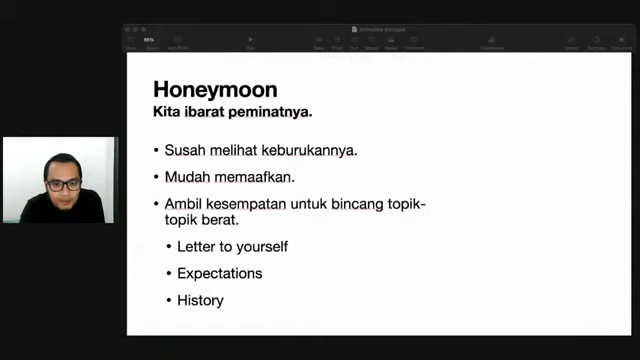 Honeymoon
Kita ibarat peminatnya.
• Susah melihat keburukannya.
• Mudah memaafkan.
• Ambil kesempatan untuk bincang topik-
topik berat.
• Letter to yourself
• Expectations
• History